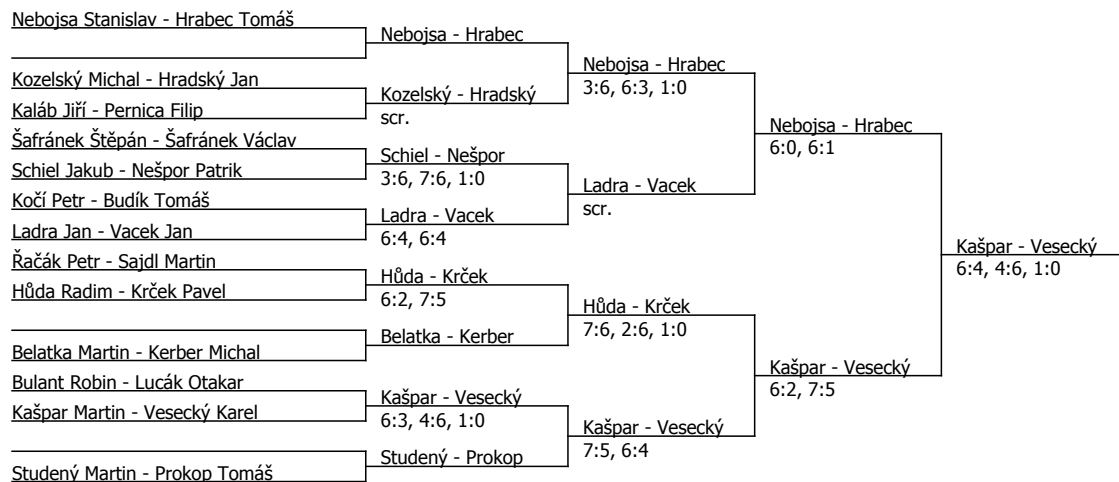 Nebojsa Stanislav - Hrabec Tomáš
Nebojsa - Hrabec
Nebojsa - Hrabec
3:6, 6:3, 1:0
Kozelský Michal - Hradský Jan
Kozelský - Hradský
scr.
Kaláb Jiří - Pernica Filip
Nebojsa - Hrabec
6:0, 6:1
Šafránek Štěpán - Šafránek Václav
Schiel - Nešpor
3:6, 7:6, 1:0
Schiel Jakub - Nešpor Patrik
Ladra - Vacek
scr.
Kočí Petr - Budík Tomáš
Ladra - Vacek
6:4, 6:4
Ladra Jan - Vacek Jan
Kašpar - Vesecký
6:4, 4:6, 1:0
Řačák Petr - Sajdl Martin
Hůda - Krček
6:2, 7:5
Hůda Radim - Krček Pavel
Hůda - Krček
7:6, 2:6, 1:0
Belatka - Kerber
Belatka Martin - Kerber Michal
Kašpar - Vesecký
6:2, 7:5
Bulant Robin - Lucák Otakar
Kašpar - Vesecký
6:3, 4:6, 1:0
Kašpar Martin - Vesecký Karel
Kašpar - Vesecký
7:5, 6:4
Studený - Prokop
Studený Martin - Prokop Tomáš